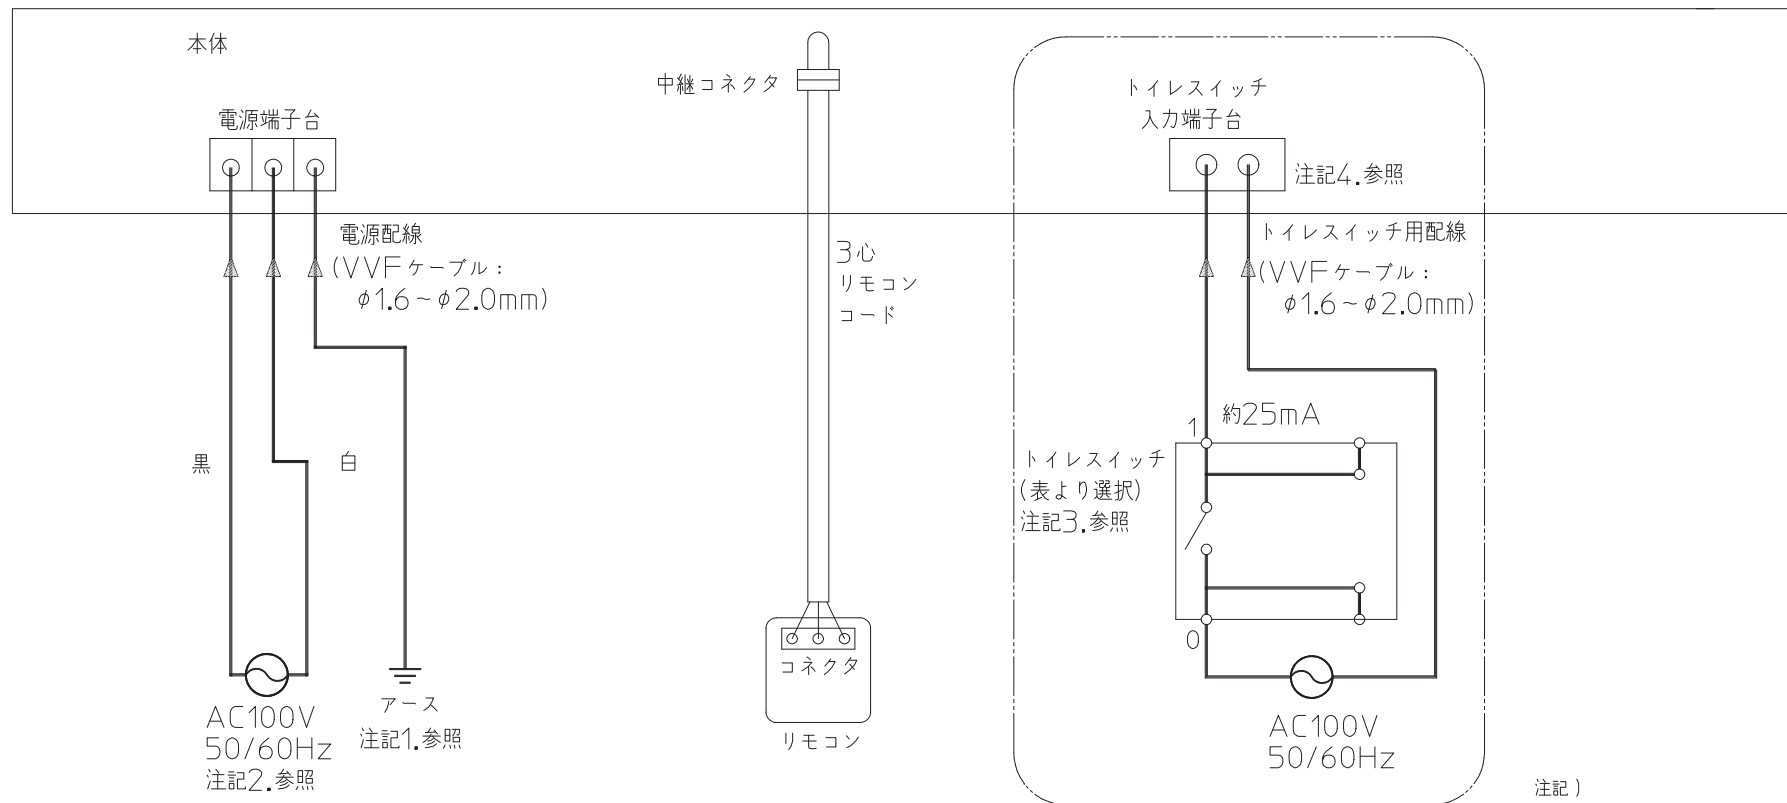 本体
電源端子台
電源配線
(VVFケーブル:
φ1.6~φ2.0mm)
黒
白
AC100V
50/60Hz
注記2.参照
アース
注記1.参照
中継コネクタ
3心
リモコン
コード
コネクタ
リモコン
トイレスイッチ
入力端子台
注記4.参照
トイレスイッチ用配線
(VVFケーブル:
φ1.6~φ2.0mm)
1
約25mA
トイレスイッチ
(表より選択)
注記3.参照
0
AC100V
50/60Hz
注記)